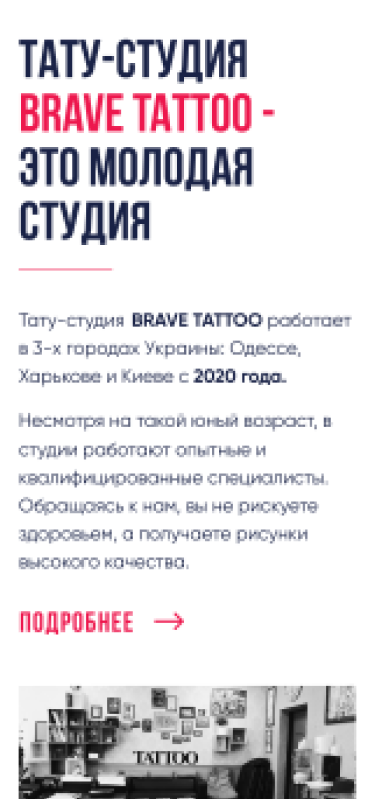 ТАТУ-СТУДИЯ
BRAVE TATTOO -
ЭТО МОЛОДАЯ
СТУДИЯ
Тату-студия BRAVE TATTOO работает
в 3-х городах Украины: Одессе,
Харькове и Киеве с 2020 года.
Несмотря на такой юный возраст, в
студии работают опытные и
квалифицированные специалисты.
Обращаясь к нам, вы не рискуете
здоровьем, а получаете рисунки
высокого качества.
ПОДРОБНЕЕ →
TATTOO